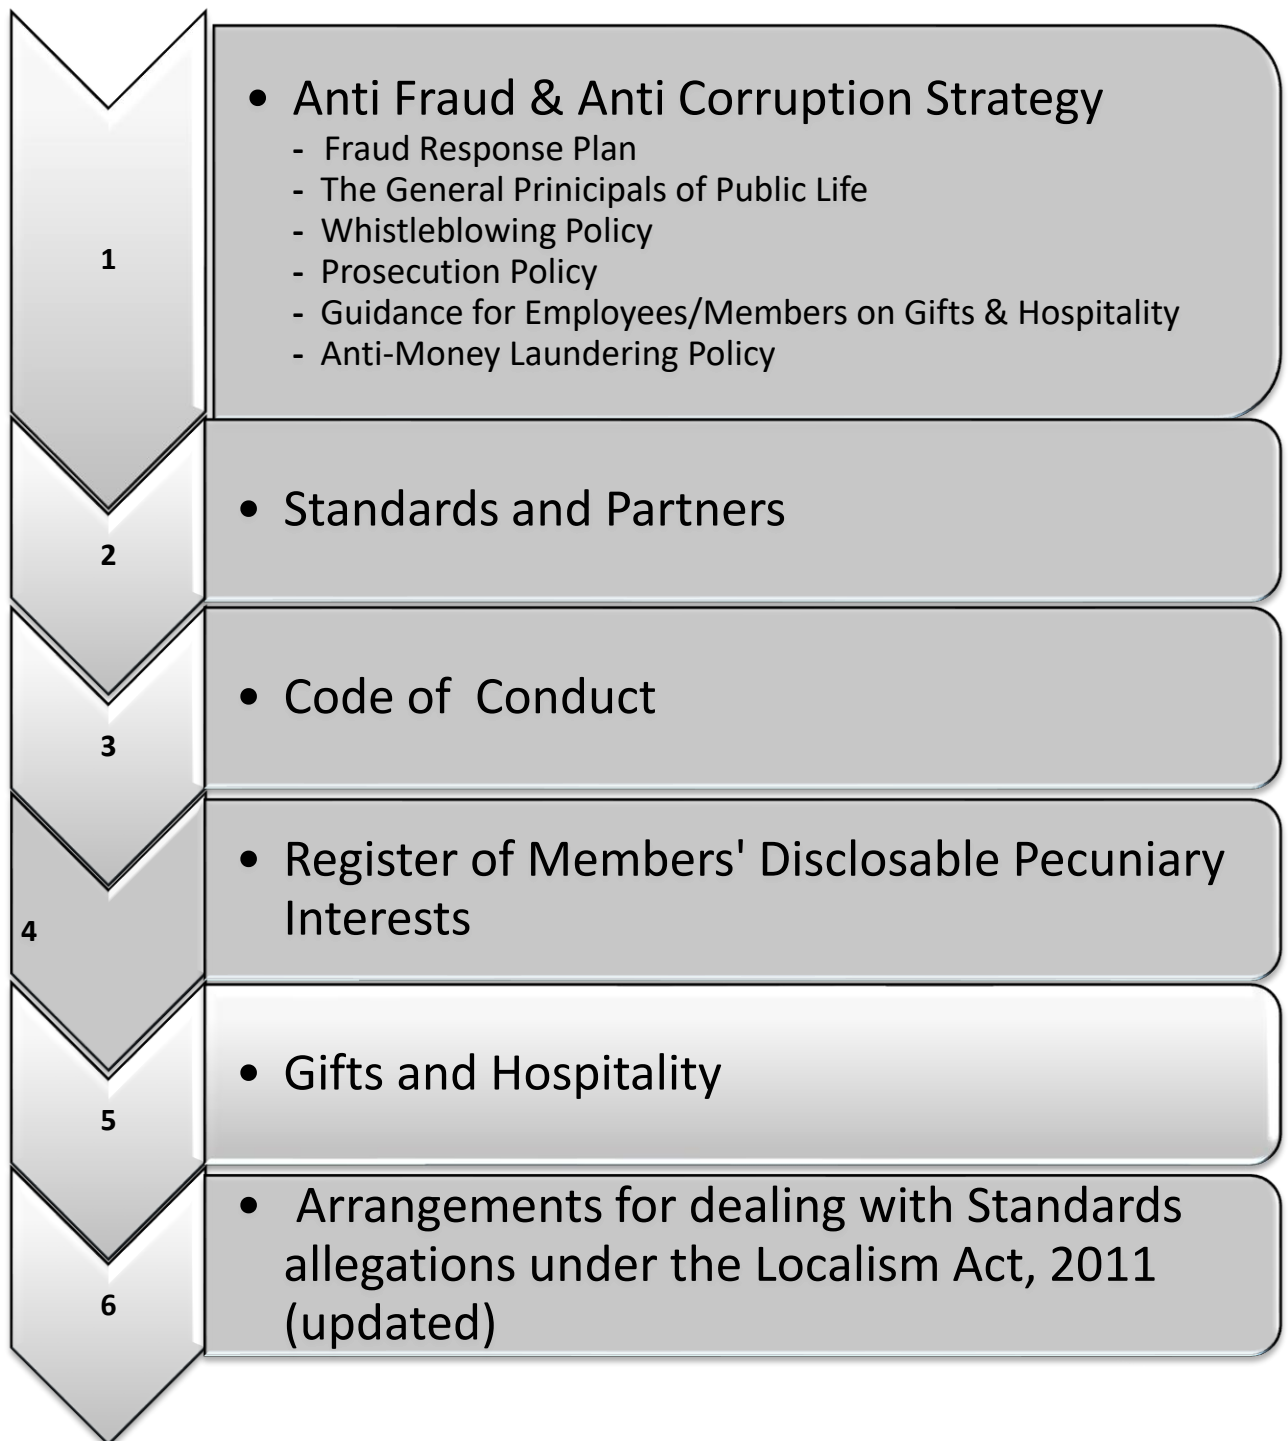 1
• Anti Fraud & Anti Corruption Strategy
- Fraud Response Plan
- The General Prinicipals of Public Life
- Whistleblowing Policy
- Prosecution Policy
- Guidance for Employees/Members on Gifts & Hospitality
- Anti-Money Laundering Policy
2
• Standards and Partners
3
• Code of  Conduct
4
• Register of Members' Disclosable Pecuniary
Interests
5
• Gifts and Hospitality
6
• Arrangements for dealing with Standards
allegations under the Localism Act, 2011
(updated)